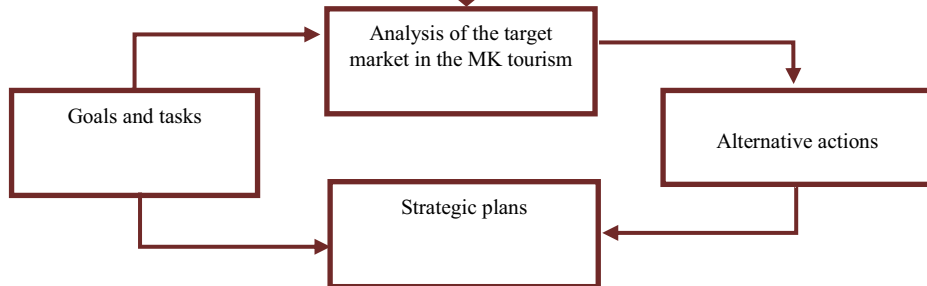 Analysis of the target
market in the MK tourism
Goals and tasks
Alternative actions
Strategic plans